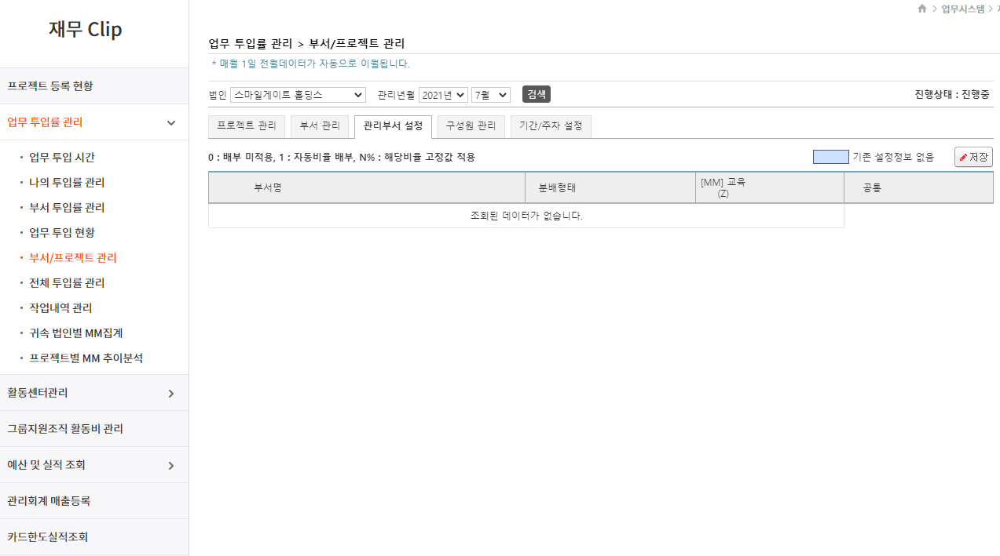 재무 Clip
업무시스템
업무 투입률 관리 > 부서/프로젝트 관리
* 매월 1일 전월데이터가 자동으로 이월됩니다.
법인 스마일게이트 홀딩스 관리년월 2021년 7월 검색 진행상태 : 진행중
프로젝트 관리 부서 관리 관리부서 설정 구성원 관리 기간/주차 설정
0 : 배부 미적용, 1 : 자동비율 배부, N% : 해당비율 고정값 적용 기존 설정정보 없음 저장
부서명 분배형태 [MM] 교육 공통
(Z)
조회된 데이터가 없습니다.
프로젝트 등록 현황
업무 투입률 관리
· 업무 투입 시간
· 나의 투입률 관리
· 부서 투입률 관리
· 업무 투입 현황
· 부서/프로젝트 관리
· 전체 투입률 관리
· 작업내역 관리
· 귀속 법인별 MM집계
· 프로젝트별 MM 추이분석
활동센터관리
그룹지원조직 활동비 관리
예산 및 실적 조회
관리회계 매출등록
카드한도실적조회